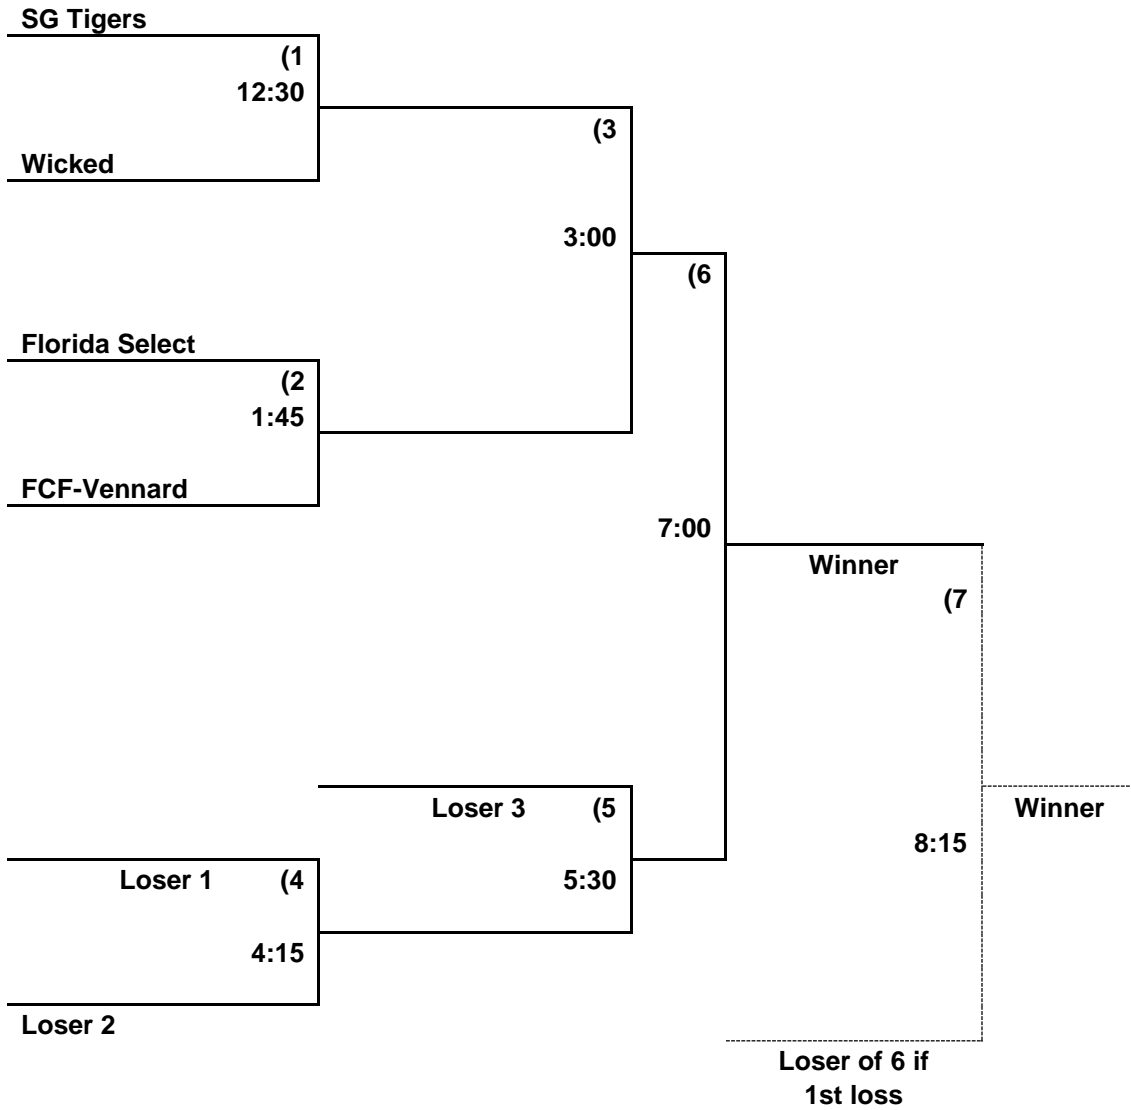 SG Tigers
(1
12:30
(3
Wicked
3:00
(6
Florida Select
(2
1:45
FCF-Vennard
7:00
Winner
(7
Loser 3 (5
Winner
8:15
Loser 1 (4
5:30
4:15
Loser 2
Loser of 6 if
1st loss